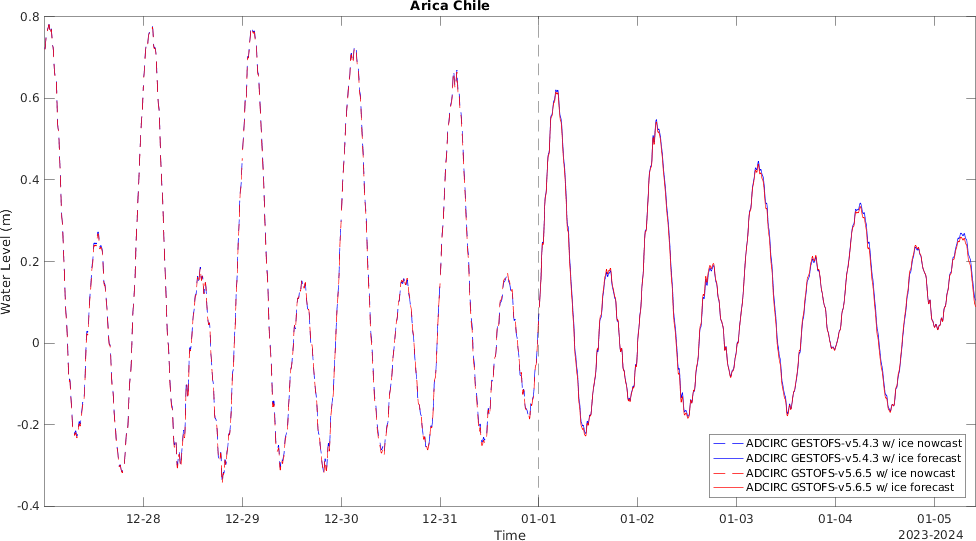 Arica Chile
0.8
0.6
0.4
0.2
0
-0.2
-0.4
Water Level (m)
ADCIRC GESTOFS-v5.4.3 w/ ice nowcast
ADCIRC GESTOFS-v5.4.3 w/ ice forecast
ADCIRC GSTOFS-v5.6.5 w/ ice nowcast
ADCIRC GSTOFS-v5.6.5 w/ ice forecast
12-28 12-29 12-30 12-31 01-01 01-02 01-03 01-04 01-05
Time
2023-2024